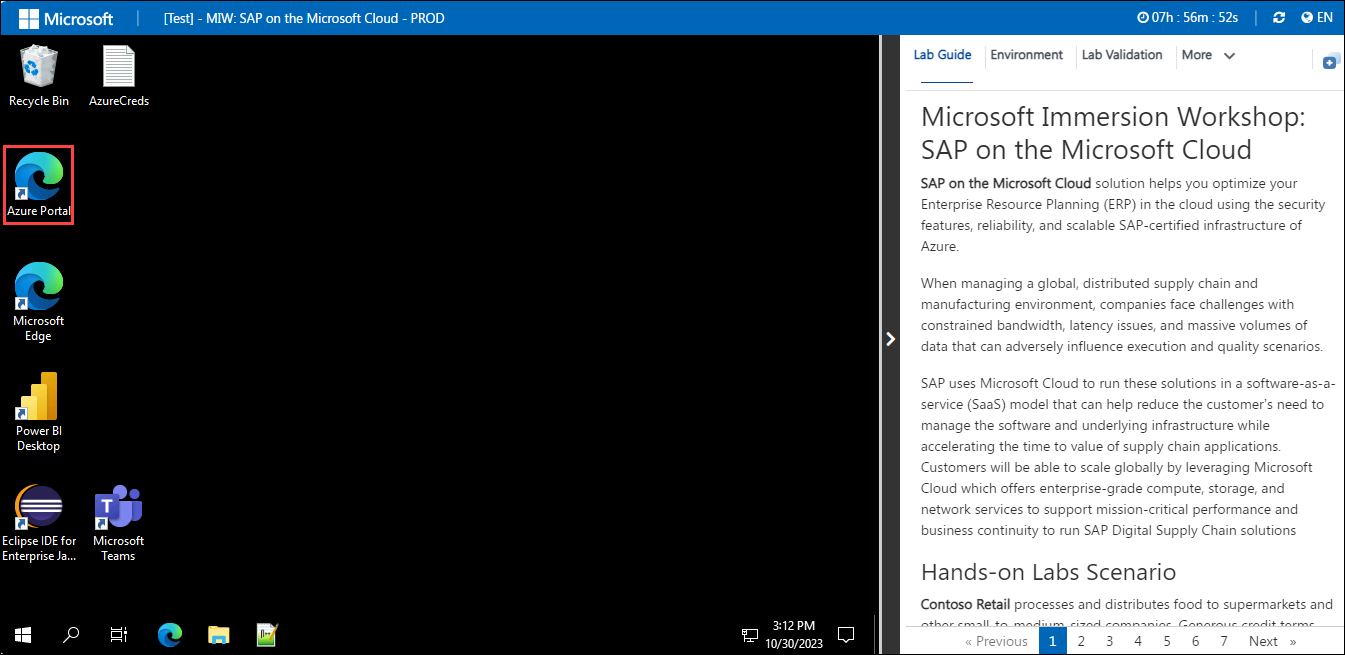 Microsoft
[Test] - MIW: SAP on the Microsoft Cloud - PROD
07h : 56m : 52s
EN
Recycle Bin
AzureCreds
Azure Portal
Microsoft
Edge
Power BI
Desktop
Eclipse IDE for
Enterprise Ja...
Microsoft
Teams
3:12 PM
10/30/2023
Lab Guide
Environment
Lab Validation
More
Microsoft Immersion Workshop:
SAP on the Microsoft Cloud
SAP on the Microsoft Cloud solution helps you optimize your
Enterprise Resource Planning (ERP) in the cloud using the security
features, reliability, and scalable SAP-certified infrastructure of
Azure.
When managing a global, distributed supply chain and
manufacturing environment, companies face challenges with
constrained bandwidth, latency issues, and massive volumes of
data that can adversely influence execution and quality scenarios.
SAP uses Microsoft Cloud to run these solutions in a software-as-a-
service (SaaS) model that can help reduce the customer's need to
manage the software and underlying infrastructure while
accelerating the time to value of supply chain applications.
Customers will be able to scale globally by leveraging Microsoft
Cloud which offers enterprise-grade compute, storage, and
network services to support mission-critical performance and
business continuity to run SAP Digital Supply Chain solutions
Hands-on Labs Scenario
Contoso Retail processes and distributes food to supermarkets and
other small-to-medium-sized companies. Generous credit terms
« Previous 1 2 3 4 5 6 7 Next »